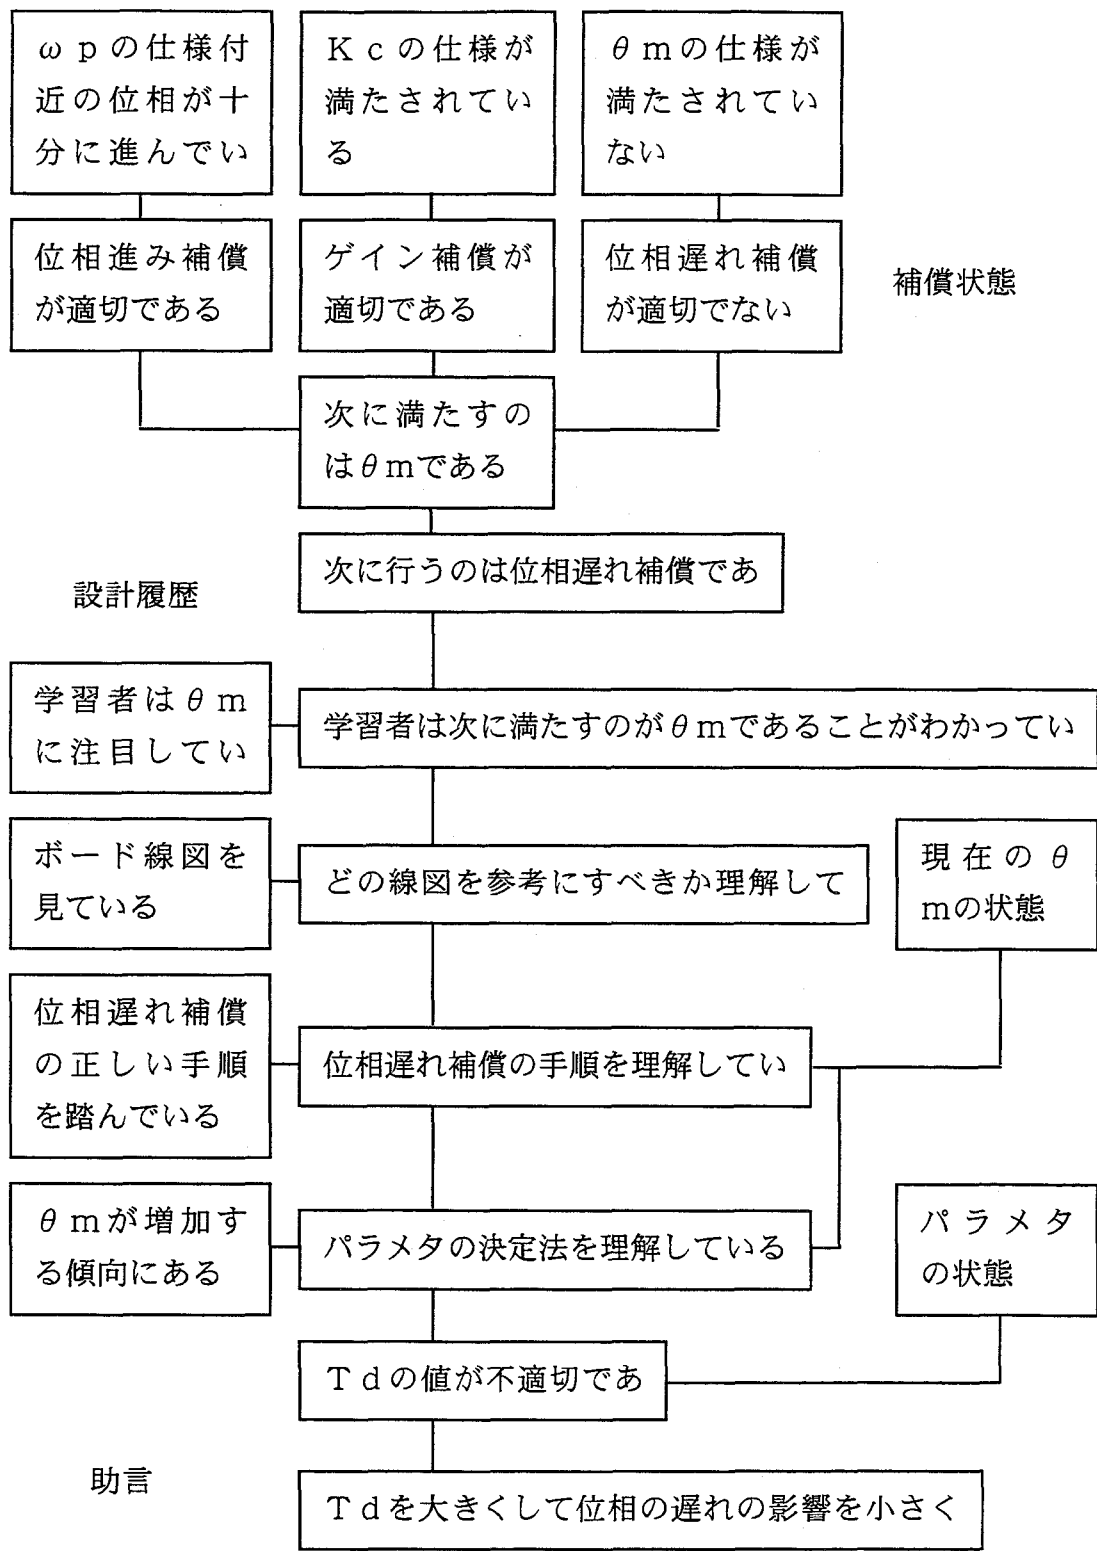 ωpの仕様付
近の位相が十
分に進んでい
Kcの仕様が
満たされてい
る
θmの仕様が
満たされてい
ない
位相進み補償
が適切である
ゲイン補償が
適切である
位相遅れ補償
が適切でない
補償状態
次に満たすの
はθmである
次に行うのは位相遅れ補償であ
設計履歴
学習者はθm
に注目してい
学習者は次に満たすのがθmであることがわかってい
ボード線図を
見ている
どの線図を参考にすべきか理解して
現在のθ
mの状態
位相遅れ補償
の正しい手順
を踏んでいる
位相遅れ補償の手順を理解してい
θmが増加す
る傾向にある
パラメタの決定法を理解している
パラメタ
の状態
Tdの値が不適切であ
助言
Tdを大きくして位相の遅れの影響を小さく